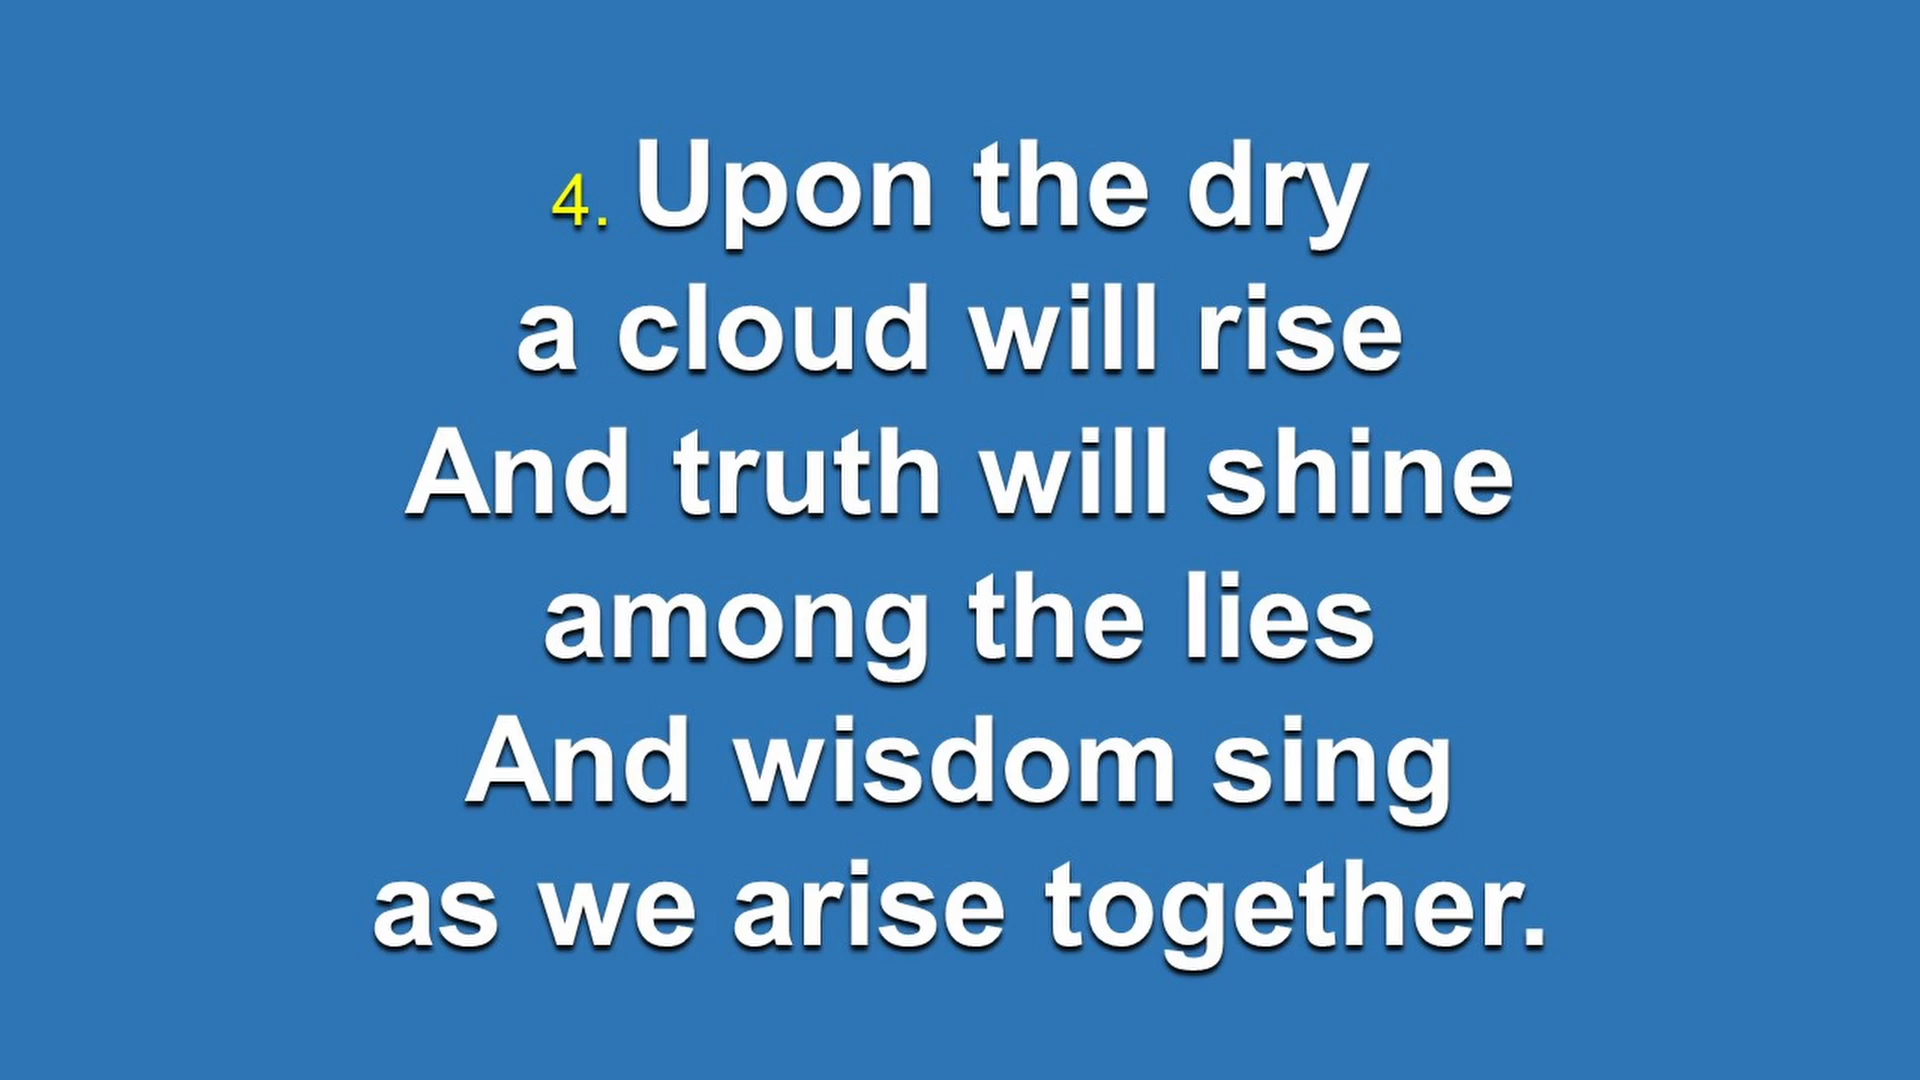 4. Upon the dry
a cloud will rise
And truth will shine
among the lies
And wisdom sing
as we arise together.